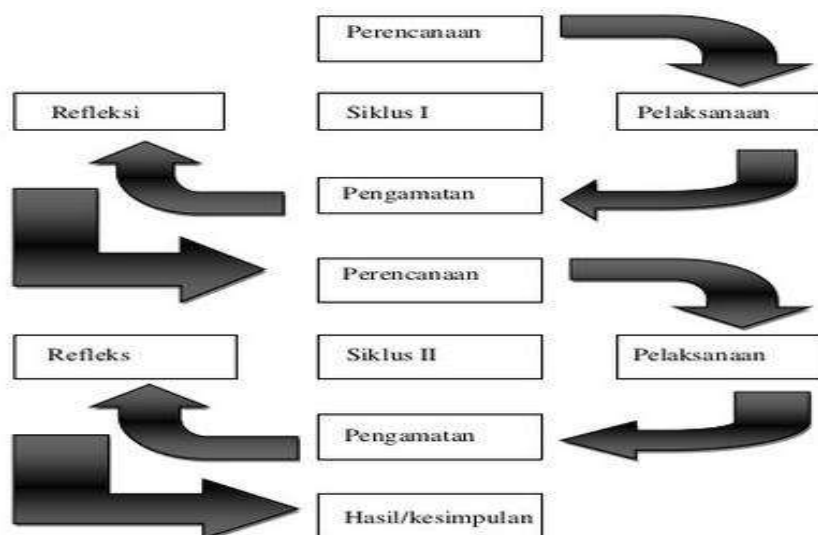 Perencanaan
Refleksi
Siklus I
Pelaksanaan
Pengamatan
Perencanaan
Refleks
Siklus II
Pelaksanaan
Pengamatan
Hasil/kesimpulan